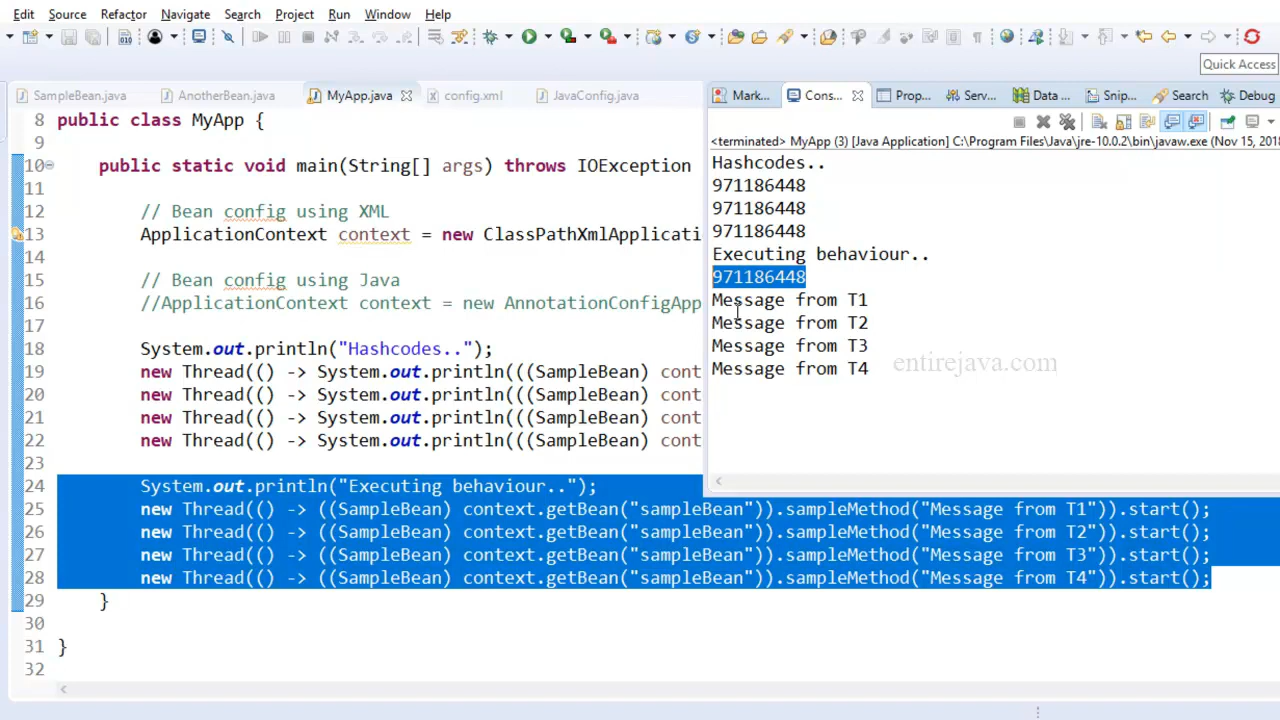 Edit Source Refactor Navigate Search Project Run Window Help
Quick Access
SampleBean.java AnotherBean.java MyApp.java config.xml JavaConfig.java
8 public class MyApp {
9
10 public static void main(String[] args) throws IOException
11
12 // Bean config using XML
13 ApplicationContext context = new ClassPathXmlApplicati
14
15 // Bean config using Java
16 //ApplicationContext context = new AnnotationConfigApp
18 System.out.println("Hashcodes..");
19 new Thread(() -> System.out.println(((SampleBean) cont
20 new Thread(() -> System.out.println(((SampleBean) cont
21 new Thread(() -> System.out.println(((SampleBean) cont
22 new Thread(() -> System.out.println(((SampleBean) cont
23
24 System.out.println("Executing behaviour..");
25 new Thread(() -> ((SampleBean) context.getBean("sampleBean")).sampleMethod("Message from T1")).start();
26 new Thread(() -> ((SampleBean) context.getBean("sampleBean")).sampleMethod("Message from T2")).start();
27 new Thread(() -> ((SampleBean) context.getBean("sampleBean")).sampleMethod("Message from T3")).start();
28 new Thread(() -> ((SampleBean) context.getBean("sampleBean")).sampleMethod("Message from T4")).start();
29 }
30
31 }
32
Mark... Cons... Prop... Serv... Data ... Snip... Search Debug
<terminated> MyApp (3) [Java Application] C:\Program Files\Java\jre-10.0.2\bin\javaw.exe (Nov 15, 2018
Hashcodes..
971186448
971186448
971186448
Executing behaviour..
971186448
Message from T1
Message from T2
Message from T3
Message from T4
entirejava.com